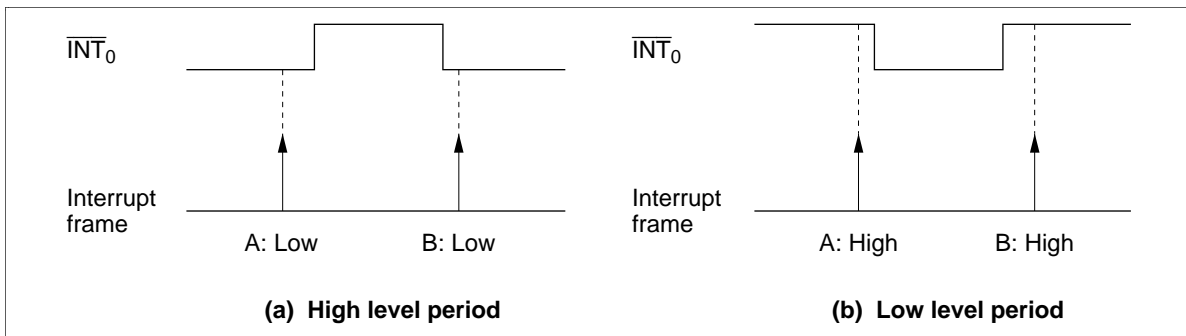 INT0
Interrupt
frame
A: Low
B: Low
(a) High level period
INT0
Interrupt
frame
A: High
B: High
(b) Low level period